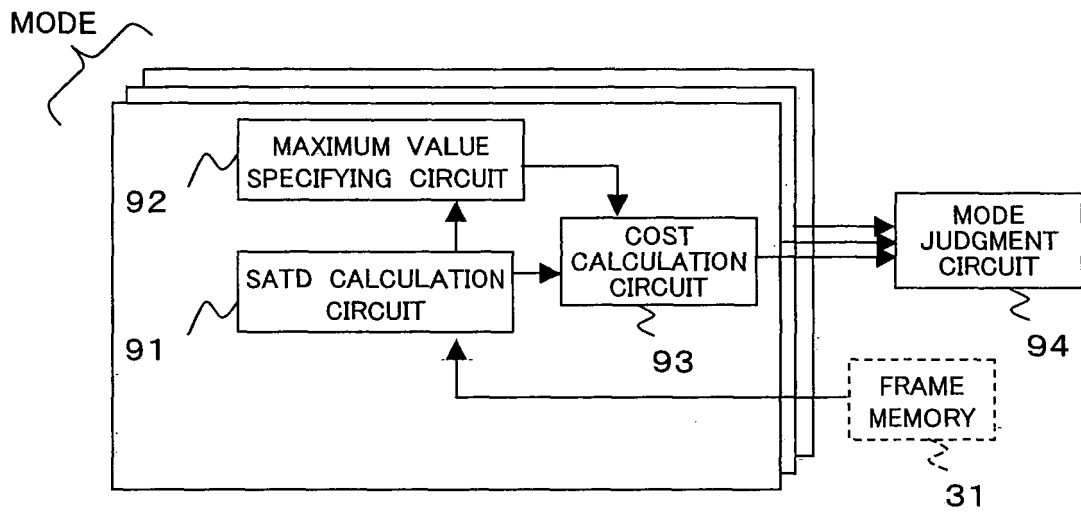 MODE
MAXIMUM VALUE
SPECIFYING CIRCUIT
92
SATD CALCULATION
CIRCUIT
91
COST
CALCULATION
CIRCUIT
93
MODE
JUDGMENT
CIRCUIT
94
FRAME
MEMORY
31